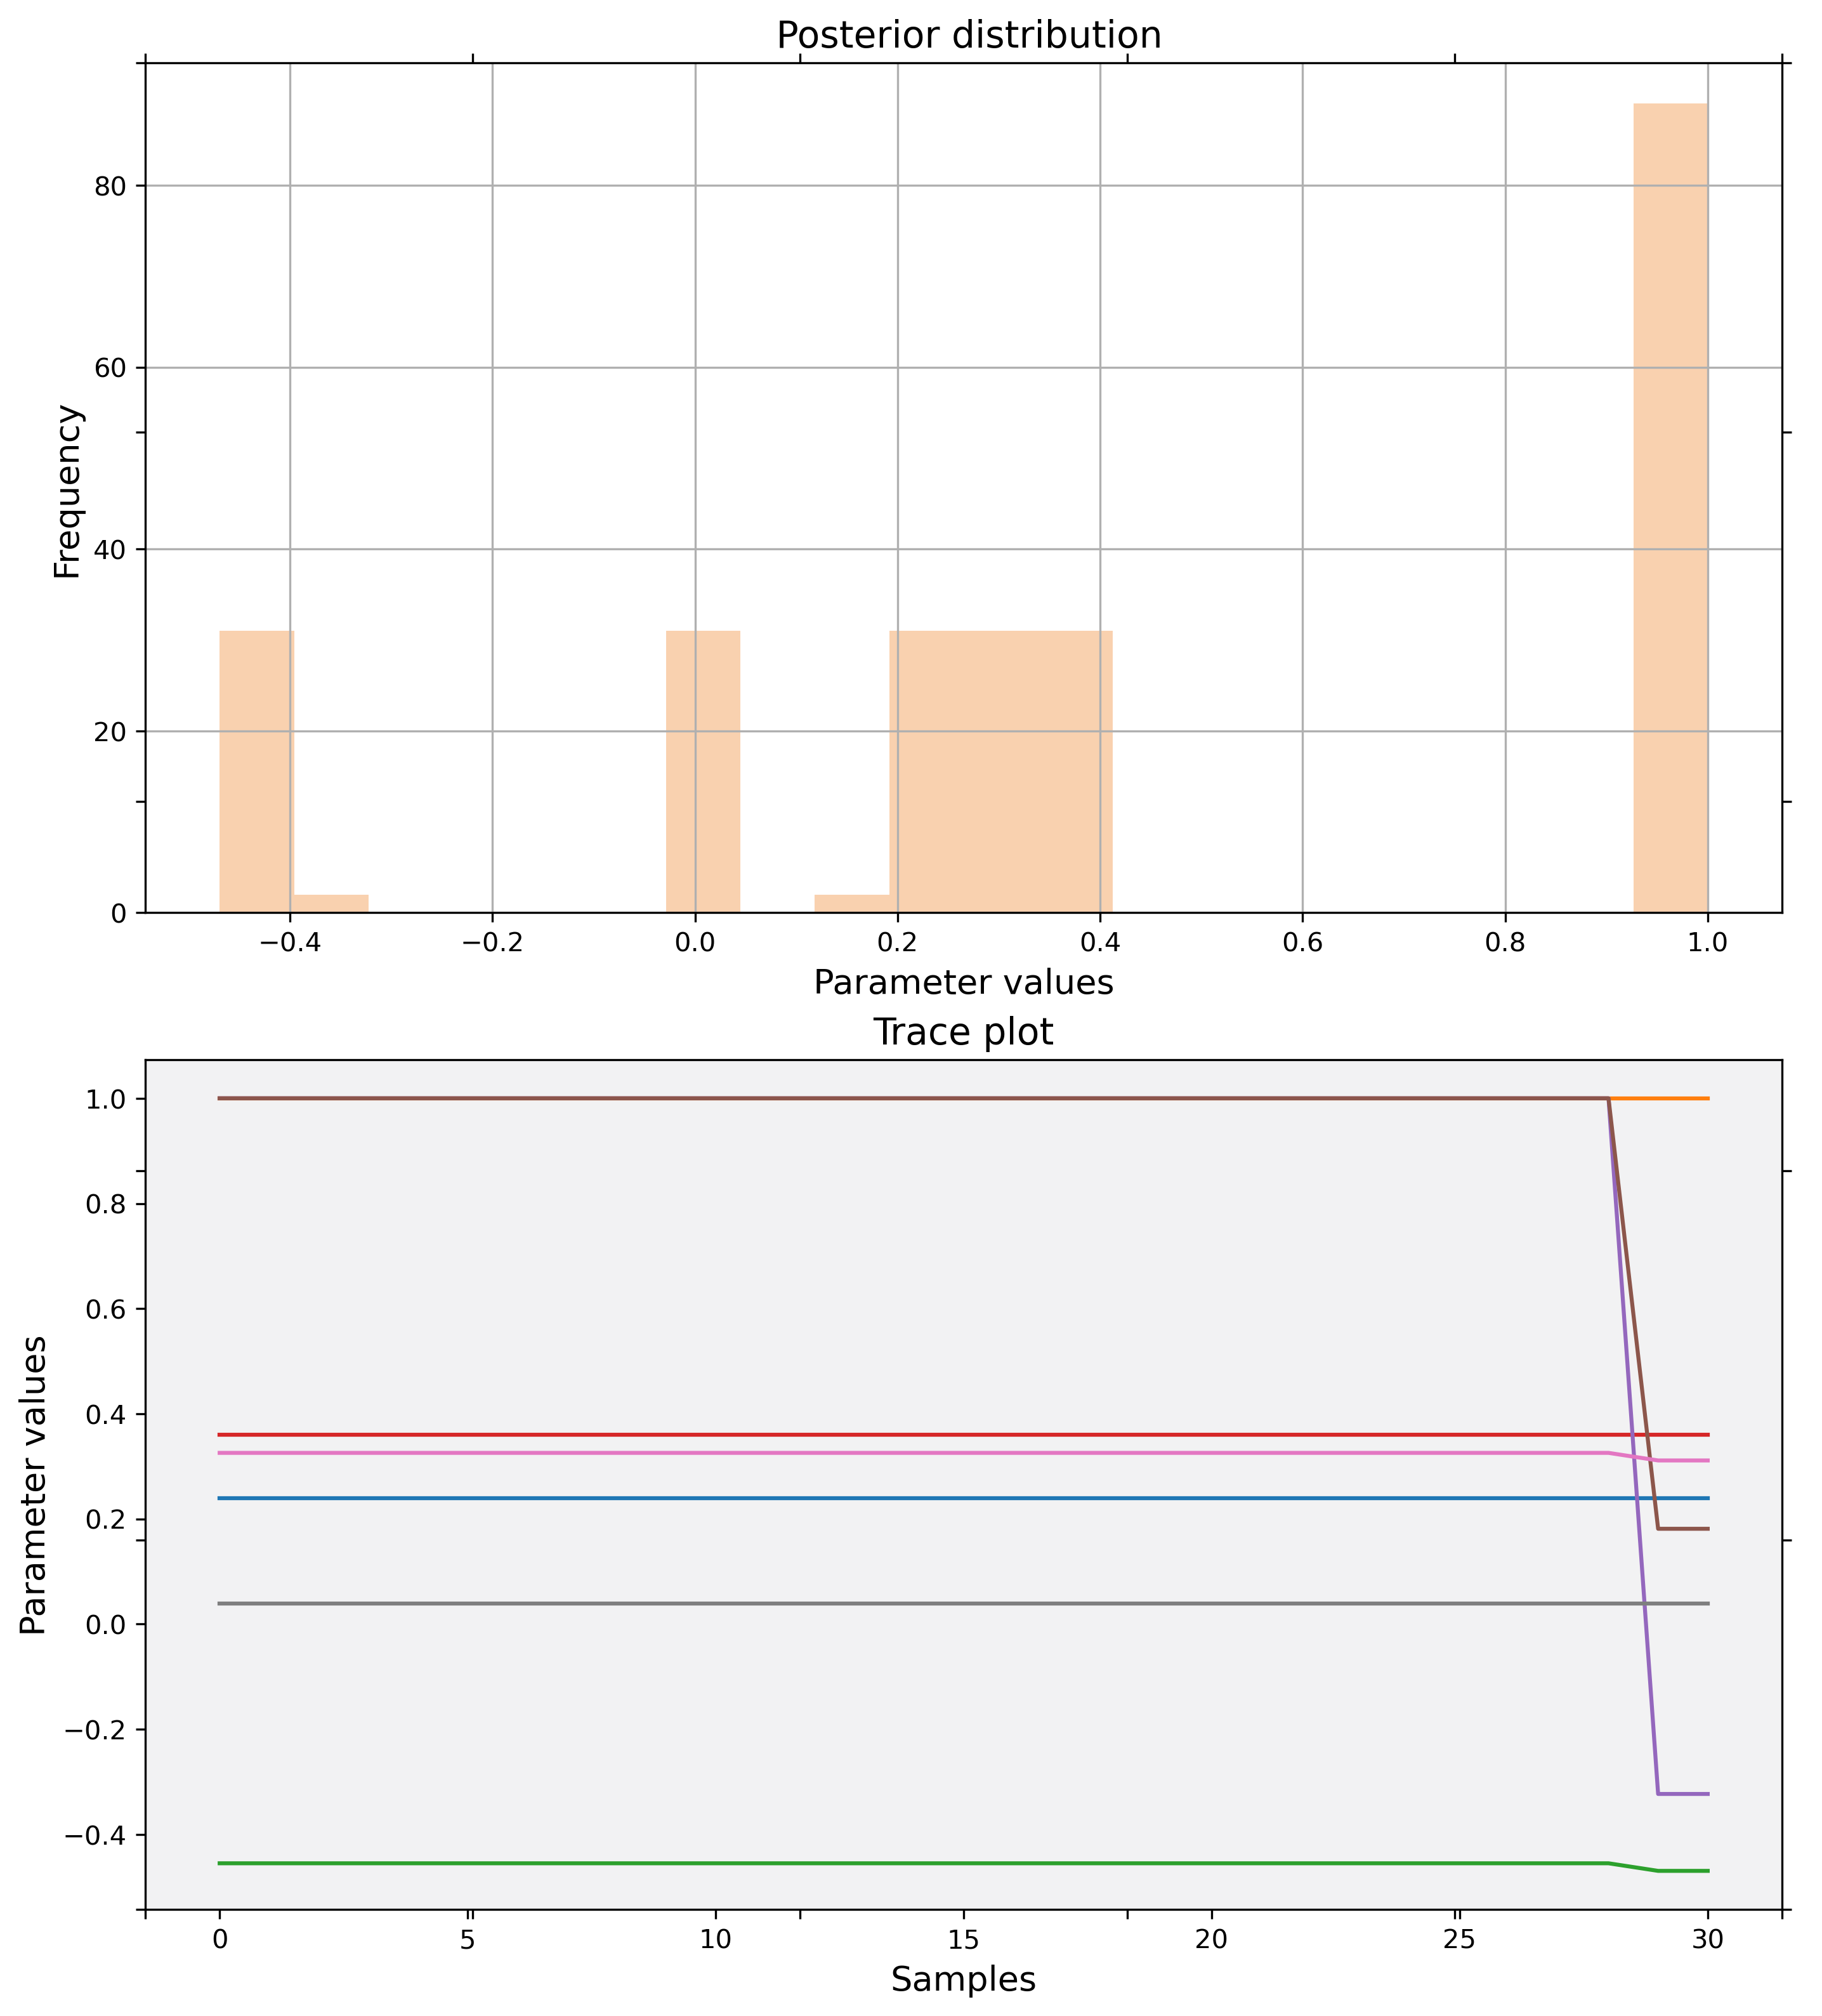 Posterior distribution
80
60
40
20
0
Frequency
−0.4 −0.2 0.0 0.2 0.4 0.6 0.8 1.0
Parameter values
Trace plot
1.0
0.8
0.6
0.4
0.2
0.0
−0.2
−0.4
Parameter values
0 5 10 15 20 25 30
Samples